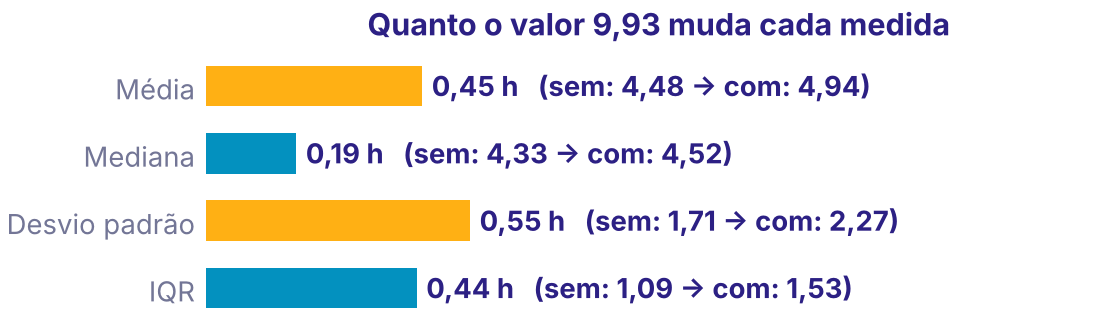 Quanto o valor 9,93 muda cada medida
Média 0,45 h (sem: 4,48 → com: 4,94)
Mediana 0,19 h (sem: 4,33 → com: 4,52)
Desvio padrão 0,55 h (sem: 1,71 → com: 2,27)
IQR 0,44 h (sem: 1,09 → com: 1,53)